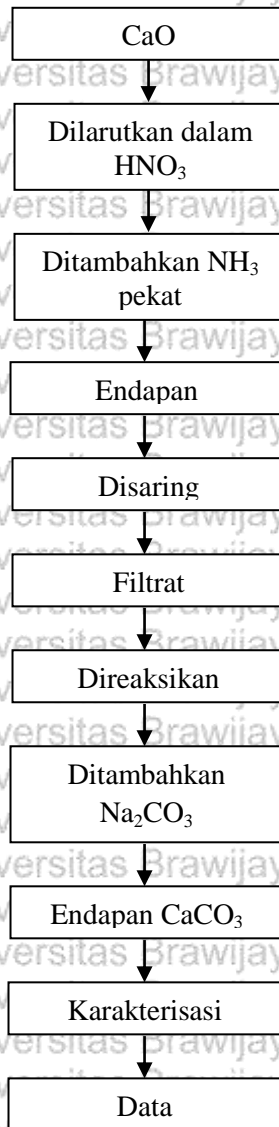 CaO
Dilarutkan dalam
HNO₃
Ditambahkan NH₃
pekat
Endapan
Disaring
Filtrat
Direaksikan
Ditambahkan
Na₂CO₃
Endapan CaCO₃
Karakterisasi
Data